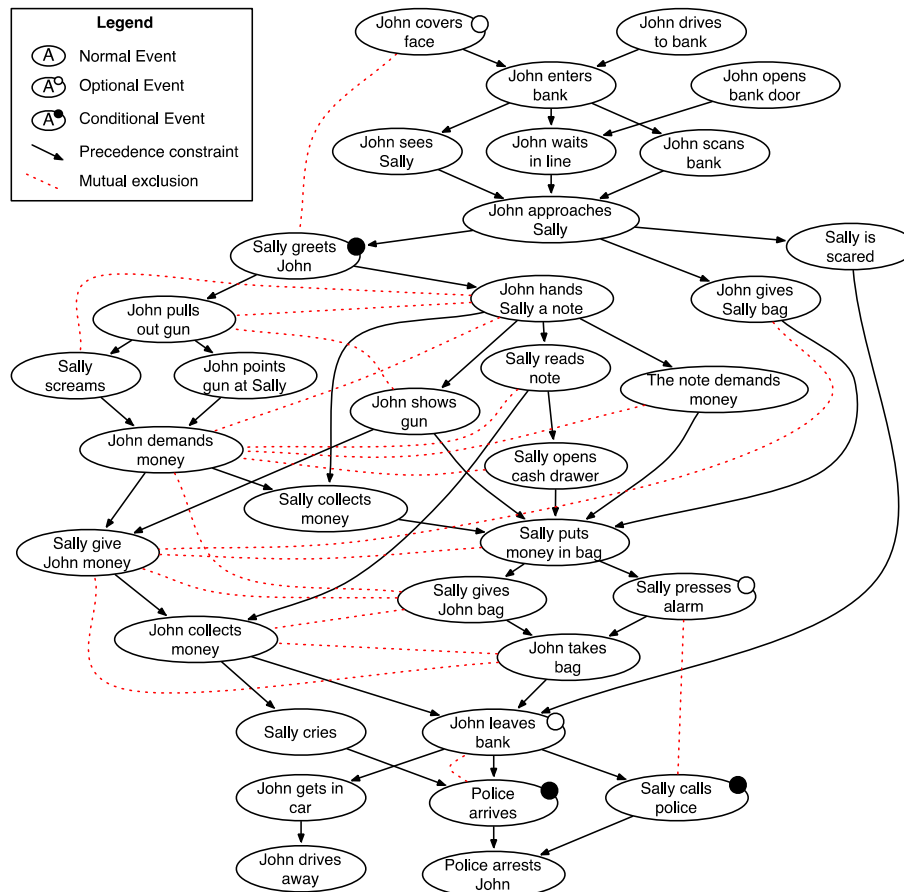 Legend
A Normal Event
A Optional Event
A Conditional Event
Precedence constraint
Mutual exclusion
John covers
face
John drives
to bank
John enters
bank
John opens
bank door
John sees
Sally
John waits
in line
John scans
bank
John approaches
Sally
Sally greets
John
Sally is
scared
John hands
Sally a note
John gives
Sally bag
John pulls
out gun
Sally
screams
John points
gun at Sally
Sally reads
note
The note demands
money
John shows
gun
John demands
money
Sally opens
cash drawer
Sally collects
money
Sally give
John money
Sally puts
money in bag
Sally gives
John bag
Sally presses
alarm
John collects
money
John takes
bag
Sally cries
John leaves
bank
John gets in
car
Police
arrives
Sally calls
police
John drives
away
Police arrests
John